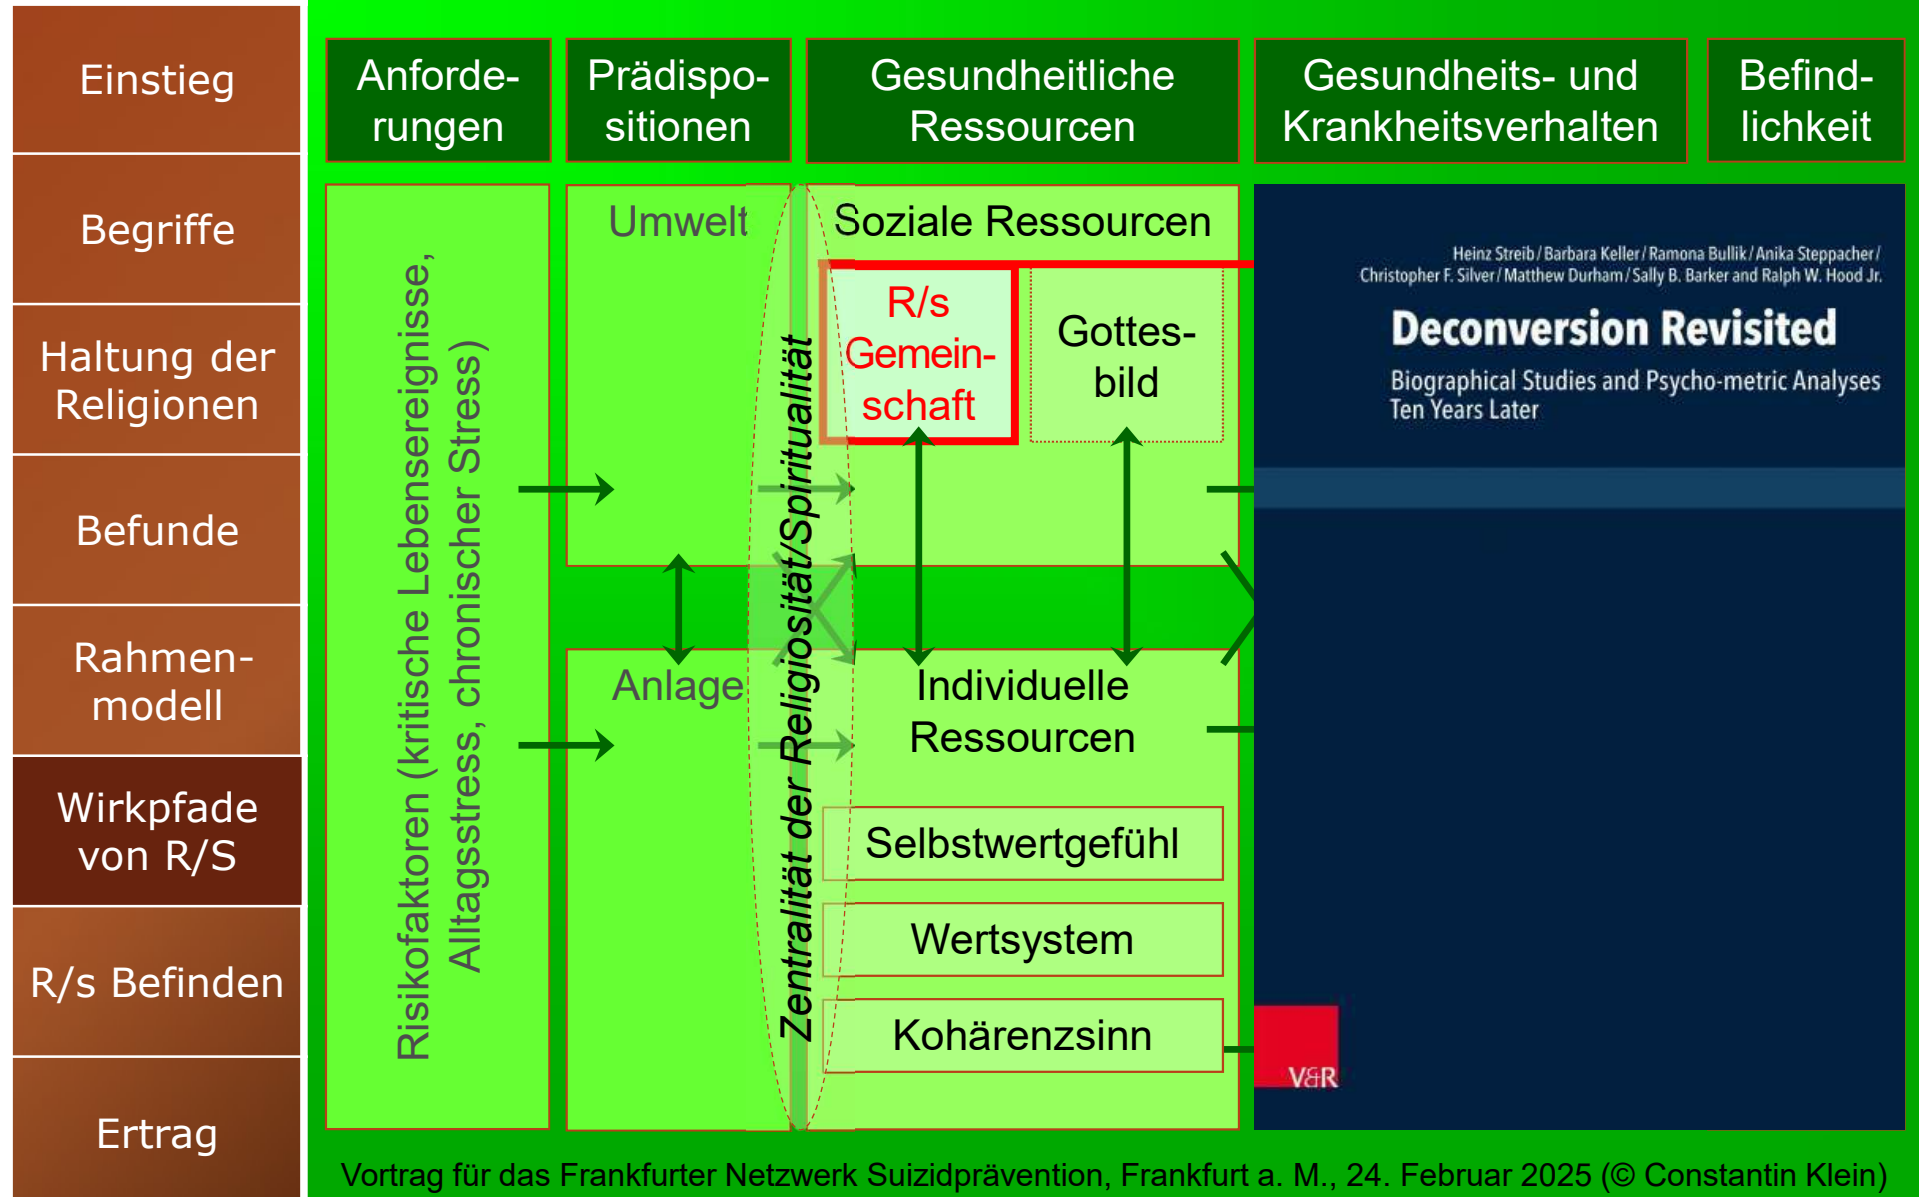 Einstieg
Begriffe
Haltung der
Religionen
Befunde
Rahmen-
modell
Wirkpfade
von R/S
R/s Befinden
Ertrag
Anforde-
rungen
Prädispo-
sitionen
Gesundheitliche
Ressourcen
Gesundheits- und
Krankheitsverhalten
Befind-
lichkeit
Risikofaktoren (kritische Lebensereignisse,
Alltagsstress, chronischer Stress)
Umwelt
Anlage
Zentralität der Religiosität/Spiritualität
Soziale Ressourcen
R/s
Gemein-
schaft
Gottes-
bild
Individuelle
Ressourcen
Selbstwertgefühl
Wertsystem
Kohärenzsinn
Heinz Streib / Barbara Keller / Ramona Bullik / Anika Steppacher /
Christopher F. Silver / Matthew Durham / Sally B. Barker and Ralph W. Hood Jr.
Deconversion Revisited
Biographical Studies and Psycho-metric Analyses
Ten Years Later
V&R
Vortrag für das Frankfurter Netzwerk Suizidprävention, Frankfurt a. M., 24. Februar 2025 (© Constantin Klein)